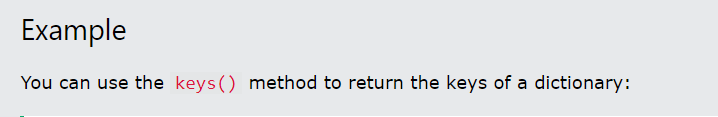 Example
You can use the keys() method to return the keys of a dictionary: